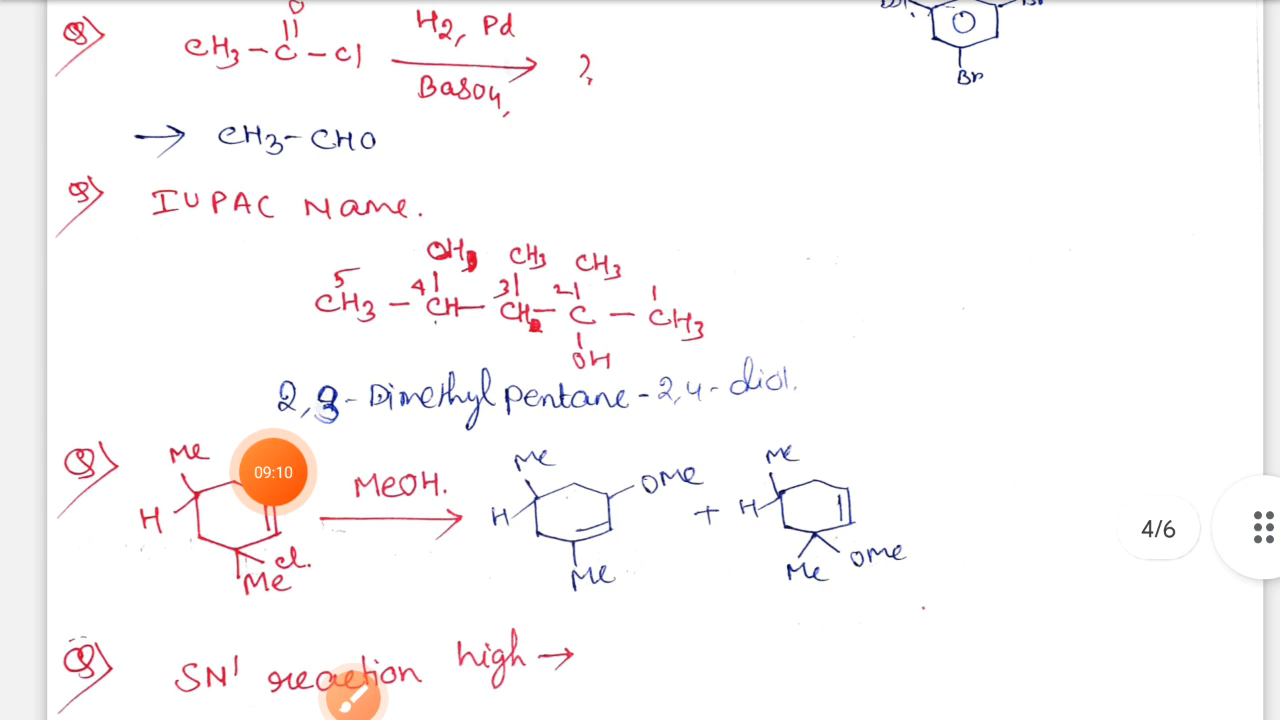 Q) CH3-C-Cl H2, Pd BaSO4, ?
O
Br
→ CH3-CHO
Q) IUPAC Name.
OH CH3 CH3
5 4 3 2 1
CH3 - CH - CH - C - CH3
OH
2,3-Dimethyl pentane-2,4-diol.
Q) Me H Cl. Me MeOH. Me H OMe Me + Me H Me OMe
09:10
4/6
Q) SN1 reaction high →